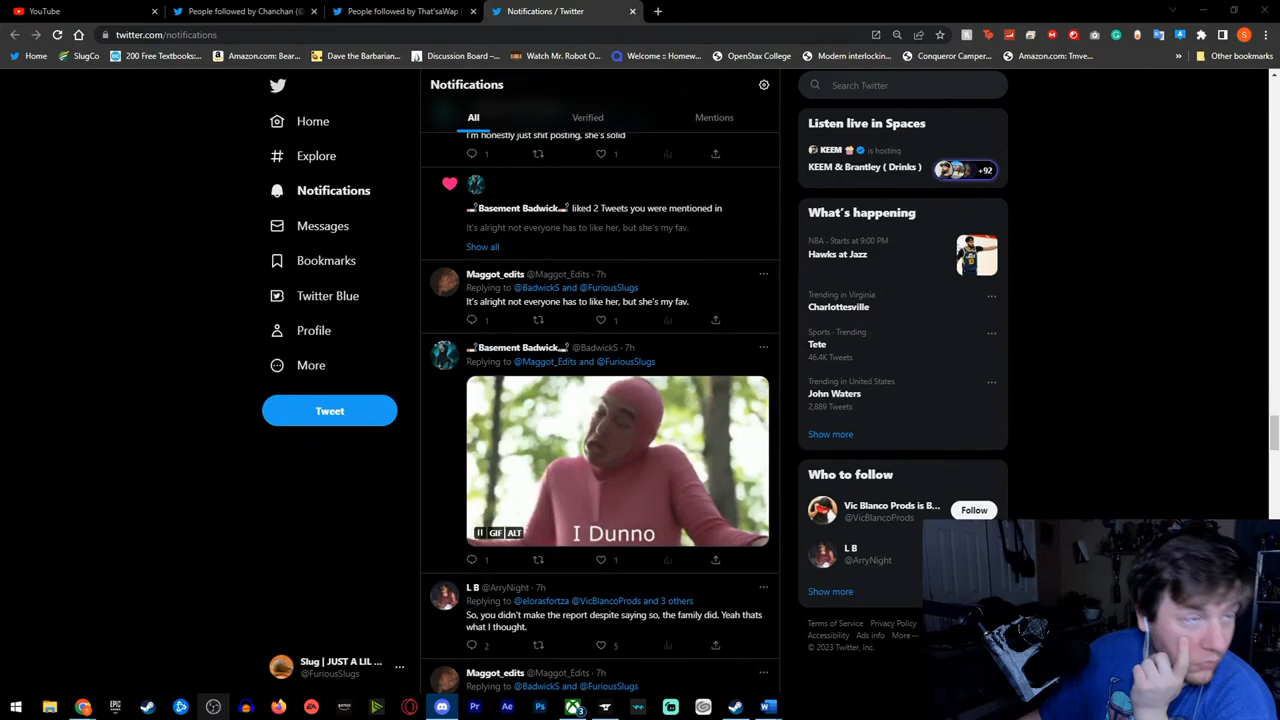 YouTube
People followed by Chanchan (
People followed by That'saWap (
Notifications / Twitter
twitter.com/notifications
Home
SlugCo
200 Free Textbooks:...
Amazon.com: Bear...
Dave the Barbarian...
Discussion Board –...
Watch Mr. Robot O...
Welcome :: Homew...
OpenStax College
Modern interlockin...
Conqueror Camper...
Amazon.com: Tmve...
Other bookmarks
Home
Explore
Notifications
Messages
Bookmarks
Twitter Blue
Profile
More
Tweet
Slug | JUST A LIL ...
@FuriousSlugs
Notifications
All
Verified
Mentions
I'm honestly just shit posting, she's solid
1
1
Basement Badwick liked 2 Tweets you were mentioned in
It's alright not everyone has to like her, but she's my fav.
Show all
Maggot_edits @Maggot_Edits · 7h
Replying to @BadwickS and @FuriousSlugs
It's alright not everyone has to like her, but she's my fav.
1
1
Basement Badwick @BadwickS · 7h
Replying to @Maggot_Edits and @FuriousSlugs
I Dunno
GIF ALT
1
1
L B @ArryNight · 7h
Replying to @elorasfortza @VicBlancoProds and 3 others
So, you didn't make the report despite saying so, the family did. Yeah thats
what I thought.
2
5
Maggot_edits @Maggot_Edits · 7h
Replying to @BadwickS and @FuriousSlugs
Search Twitter
Listen live in Spaces
KEEM is hosting
KEEM & Brantley ( Drinks )
+92
What's happening
NBA · Starts at 9:00 PM
Hawks at Jazz
Trending in Virginia
Charlottesville
Sports · Trending
Tete
46.4K Tweets
Trending in United States
John Waters
2,889 Tweets
Show more
Who to follow
Vic Blanco Prods is B...
@VicBlancoProds
Follow
L B
@ArryNight
Show more
Terms of Service Privacy Policy
Accessibility Ads info More ...
© 2023 Twitter, Inc.